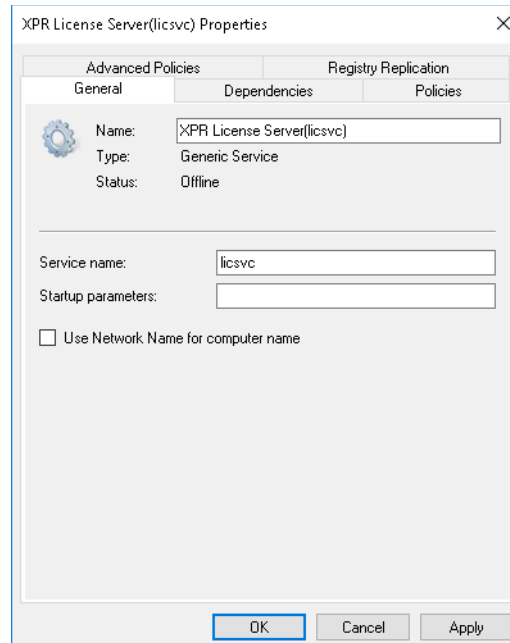 XPR License Server(licsvc) Properties
Advanced Policies Registry Replication
General Dependencies Policies
Name: XPR License Server(licsvc)
Type: Generic Service
Status: Offline
Service name: licsvc
Startup parameters:
Use Network Name for computer name
OK Cancel Apply